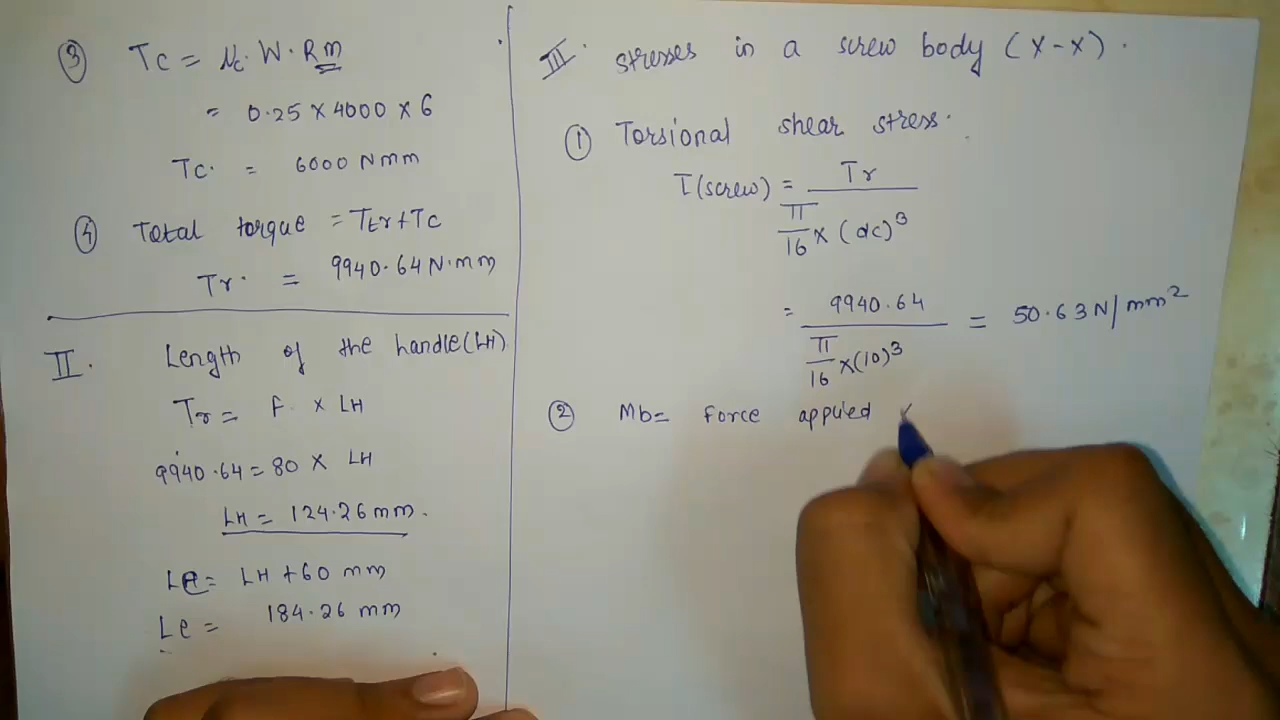 ③ Tc = μc. W. Rm
= 0.25 × 4000 × 6
Tc. = 6000 Nmm
④ Total torque = Ttr + Tc
Tr. = 9940.64 N.mm
II. Length of the handle (LH)
Tr = F. × LH
9940.64 = 80 × LH
LH = 124.26 mm.
Le = LH + 60 mm
Le = 184.26 mm
III. stresses in a screw body (X-X).
① Torsional shear stress.
τ(screw) = Tr
π/16 × (dc)³
= 9940.64 = 50.63 N/mm²
π/16 × (10)³
② Mb = force applied ×